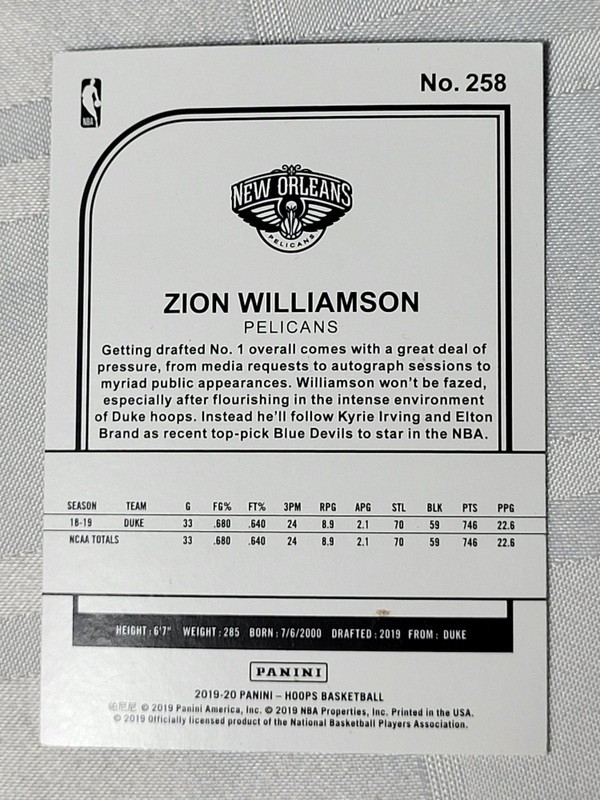 No. 258
NBA
NEW ORLEANS
PELICANS
ZION WILLIAMSON
PELICANS
Getting drafted No. 1 overall comes with a great deal of
pressure, from media requests to autograph sessions to
myriad public appearances. Williamson won't be fazed,
especially after flourishing in the intense environment
of Duke hoops. Instead he'll follow Kyrie Irving and Elton
Brand as recent top-pick Blue Devils to star in the NBA.
SEASON TEAM G FG% FT% 3PM RPG APG STL BLK PTS PPG
18-19 DUKE 33 .680 .640 24 8.9 2.1 70 59 746 22.6
NCAA TOTALS 33 .680 .640 24 8.9 2.1 70 59 746 22.6
HEIGHT: 6'7" WEIGHT: 285 BORN: 7/6/2000 DRAFTED: 2019 FROM: DUKE
PANINI
2019-20 PANINI – HOOPS BASKETBALL
帕尼尼 © 2019 Panini America, Inc. © 2019 NBA Properties, Inc. Printed in the USA.
© 2019 Officially licensed product of the National Basketball Players Association.